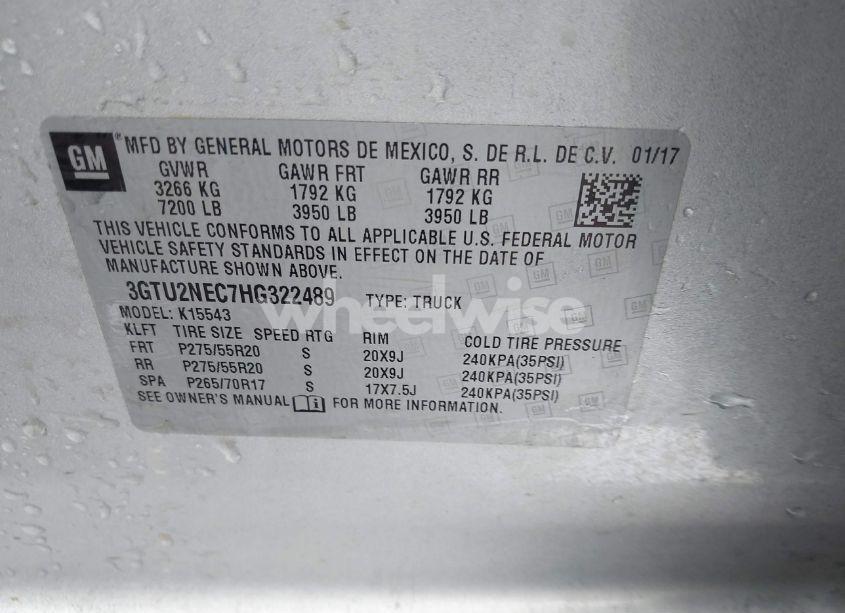 GM ® MFD BY GENERAL MOTORS DE MEXICO, S. DE R.L. DE C.V. 01/17
GVWR GAWR FRT GAWR RR
3266 KG 1792 KG 1792 KG
7200 LB 3950 LB 3950 LB
THIS VEHICLE CONFORMS TO ALL APPLICABLE U.S. FEDERAL MOTOR
VEHICLE SAFETY STANDARDS IN EFFECT ON THE DATE OF
MANUFACTURE SHOWN ABOVE.
3GTU2NEC7HG322489 TYPE: TRUCK
wheelwise
MODEL: K15543
KLFT TIRE SIZE SPEED RTG RIM COLD TIRE PRESSURE
FRT P275/55R20 S 20X9J 240KPA(35PSI)
RR P275/55R20 S 20X9J 240KPA(35PSI)
SPA P265/70R17 S 17X7.5J 240KPA(35PSI)
SEE OWNER'S MANUAL FOR MORE INFORMATION.